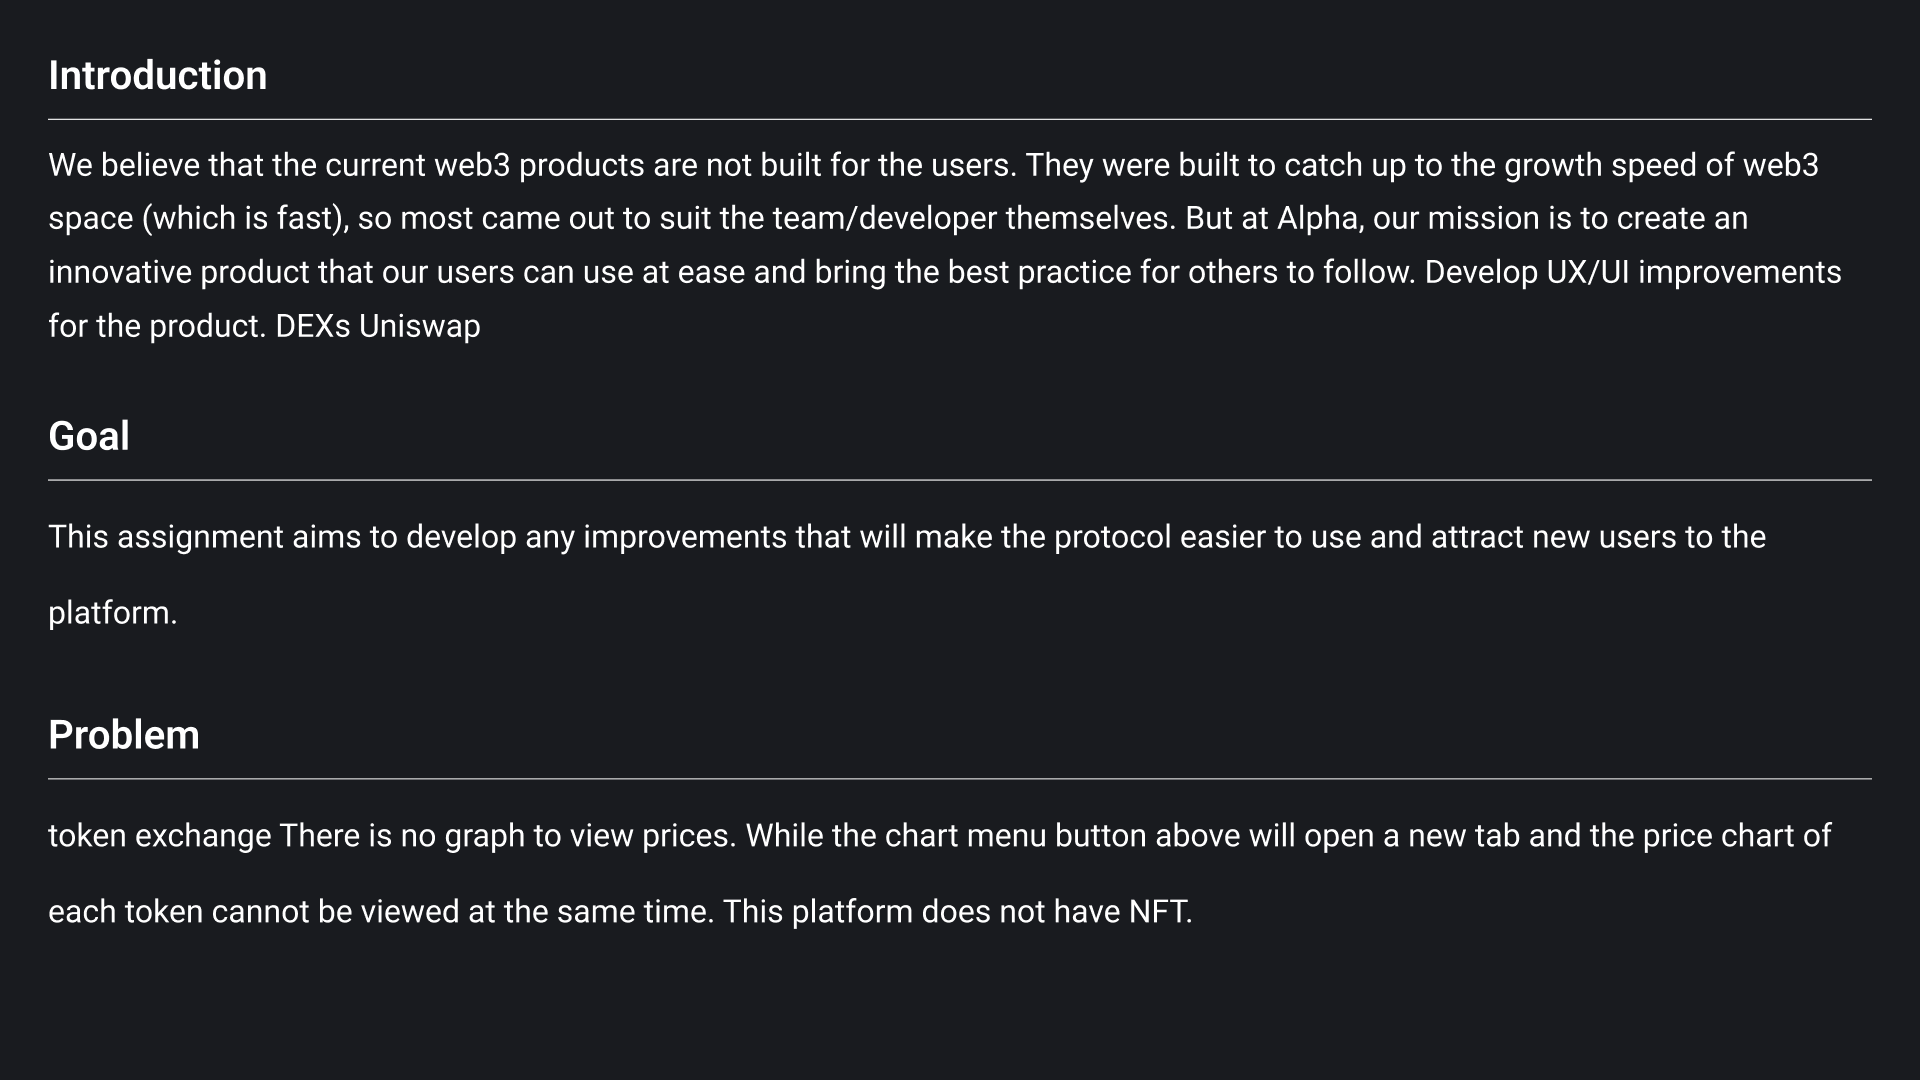 Introduction
We believe that the current web3 products are not built for the users. They were built to catch up to the growth speed of web3
space (which is fast), so most came out to suit the team/developer themselves. But at Alpha, our mission is to create an
innovative product that our users can use at ease and bring the best practice for others to follow. Develop UX/UI improvements
for the product. DEXs Uniswap
Goal
This assignment aims to develop any improvements that will make the protocol easier to use and attract new users to the
platform.
Problem
token exchange There is no graph to view prices. While the chart menu button above will open a new tab and the price chart of
each token cannot be viewed at the same time. This platform does not have NFT.